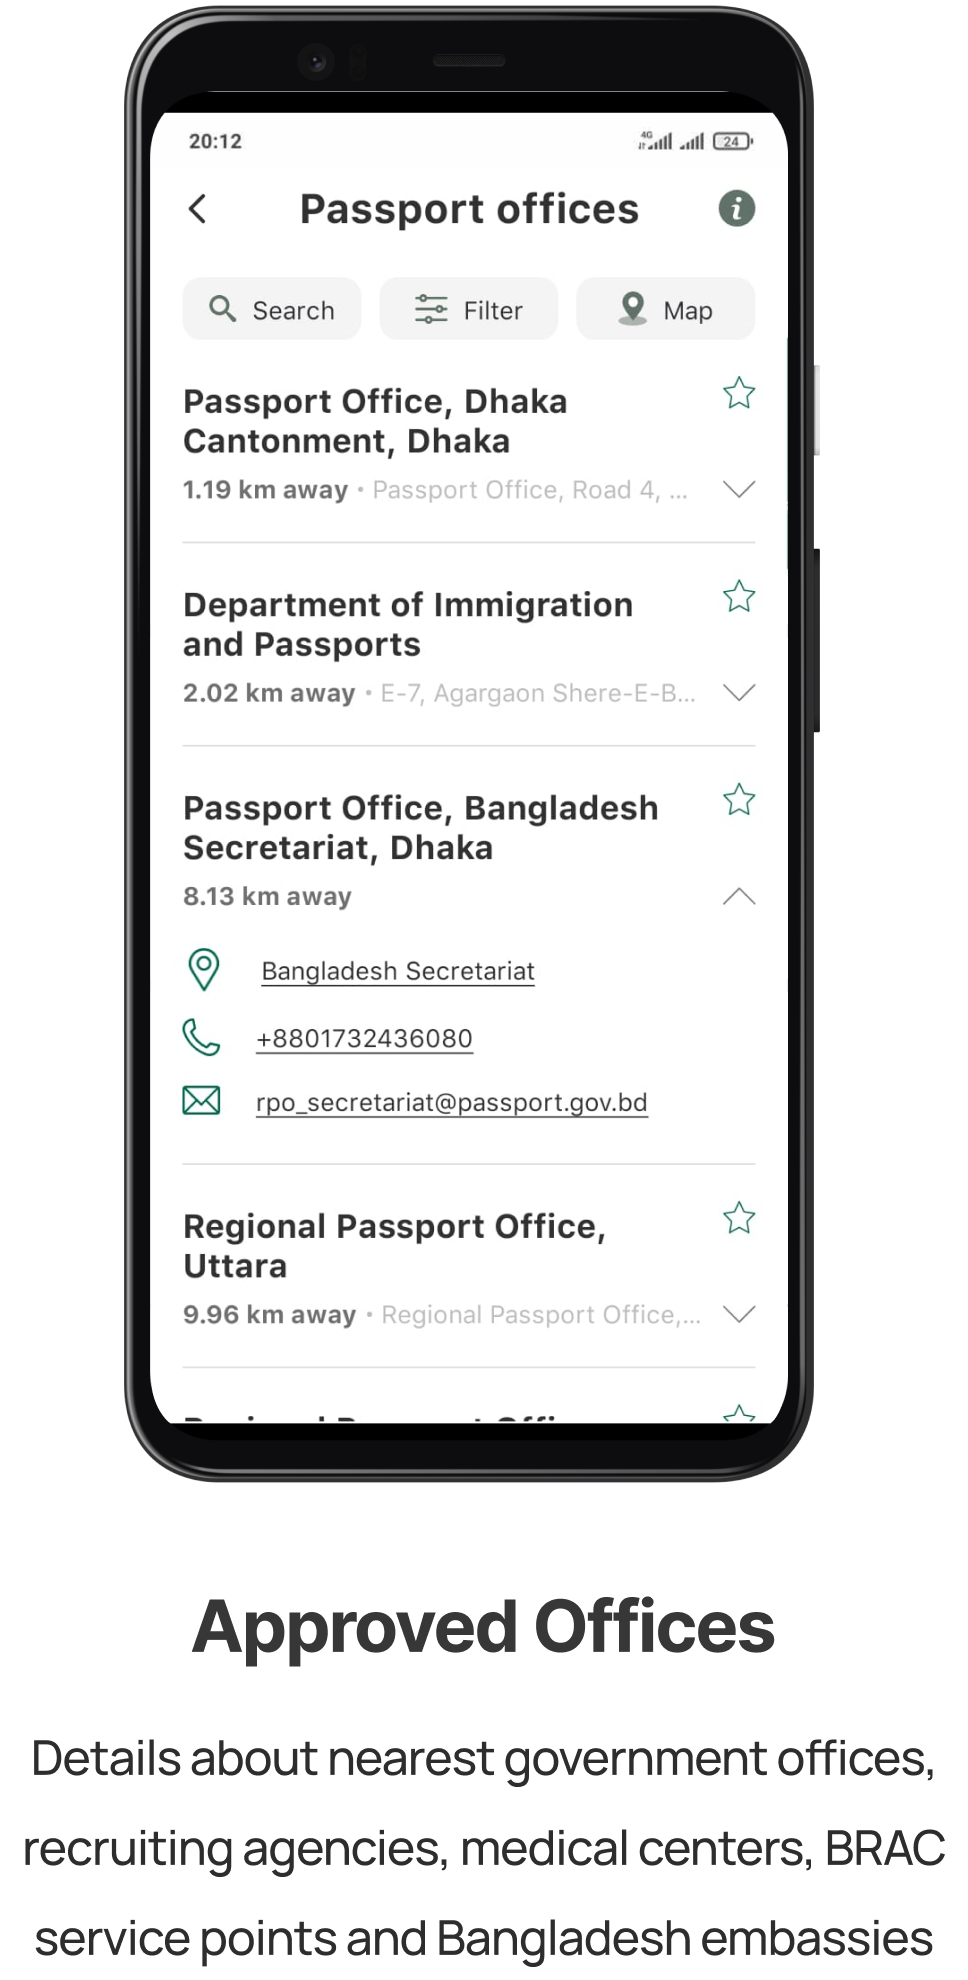 20:12
4G
24
Passport offices
Search
Filter
Map
Passport Office, Dhaka
Cantonment, Dhaka
1.19 km away • Passport Office, Road 4, ...
Department of Immigration
and Passports
2.02 km away • E-7, Agargaon Shere-E-B...
Passport Office, Bangladesh
Secretariat, Dhaka
8.13 km away
Bangladesh Secretariat
+8801732436080
rpo_secretariat@passport.gov.bd
Regional Passport Office,
Uttara
9.96 km away • Regional Passport Office,...
Approved Offices
Details about nearest government offices,
recruiting agencies, medical centers, BRAC
service points and Bangladesh embassies